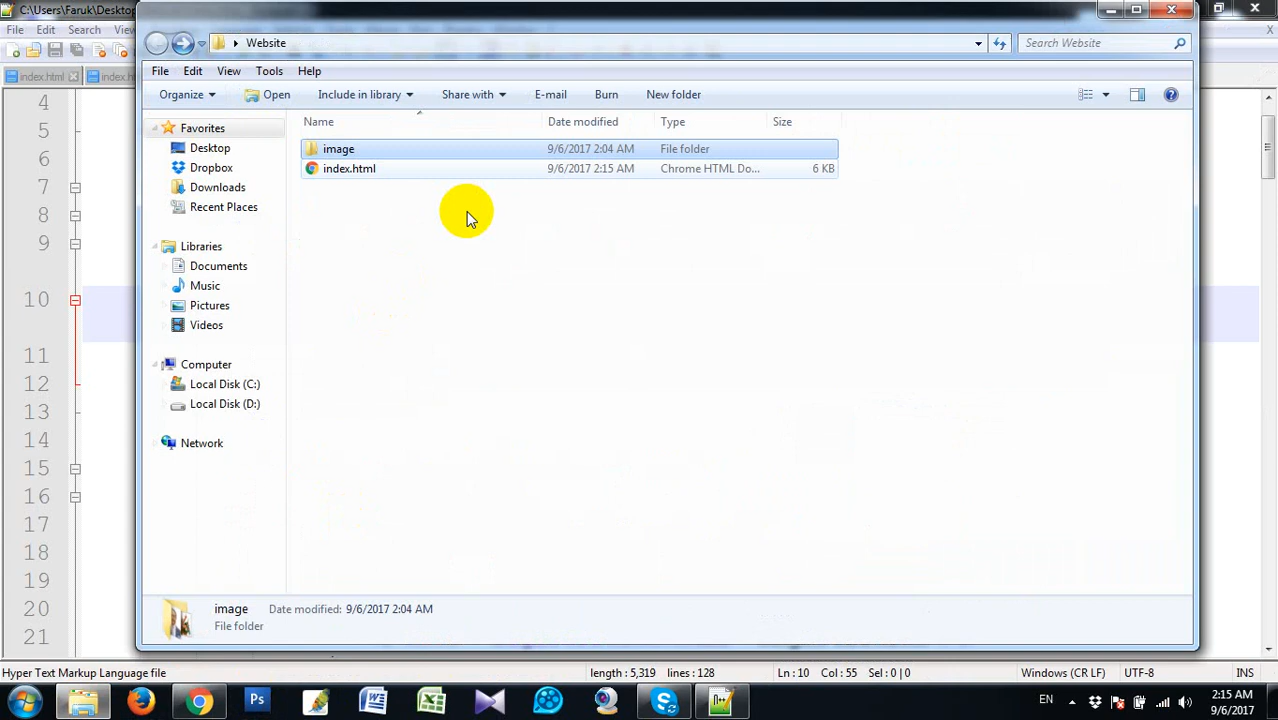 C:\Users\Faruk\Desktop
File Edit Search Vie
Website
Search Website
X
File Edit View Tools Help
index.html
index.h
Organize Open Include in library Share with E-mail Burn New folder
Name Date modified Type Size
Favorites
Desktop
Dropbox
Downloads
Recent Places
Libraries
Documents
Music
Pictures
Videos
Computer
Local Disk (C:)
Local Disk (D:)
Network
image 9/6/2017 2:04 AM File folder
index.html 9/6/2017 2:15 AM Chrome HTML Do... 6 KB
4
5
6
7
8
9
10
11
12
13
14
15
16
17
18
19
20
21
image Date modified: 9/6/2017 2:04 AM
File folder
Hyper Text Markup Language file length : 5,319 lines : 128 Ln : 10 Col : 55 Sel : 0 | 0 Windows (CR LF) UTF-8 INS
Ps
EN
2:15 AM
9/6/2017